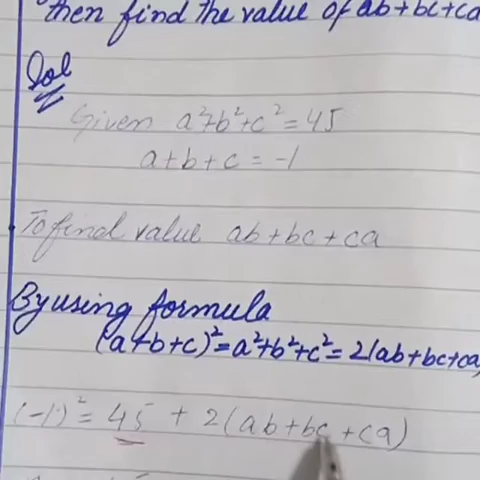 then find the value of ab+bc+ca
Sol
Given a²+b²+c²=45
a+b+c=-1
To find value ab+bc+ca
By using formula
(a+b+c)²=a²+b²+c²=2(ab+bc+ca)
(-1)²=45+2(ab+bc+ca)